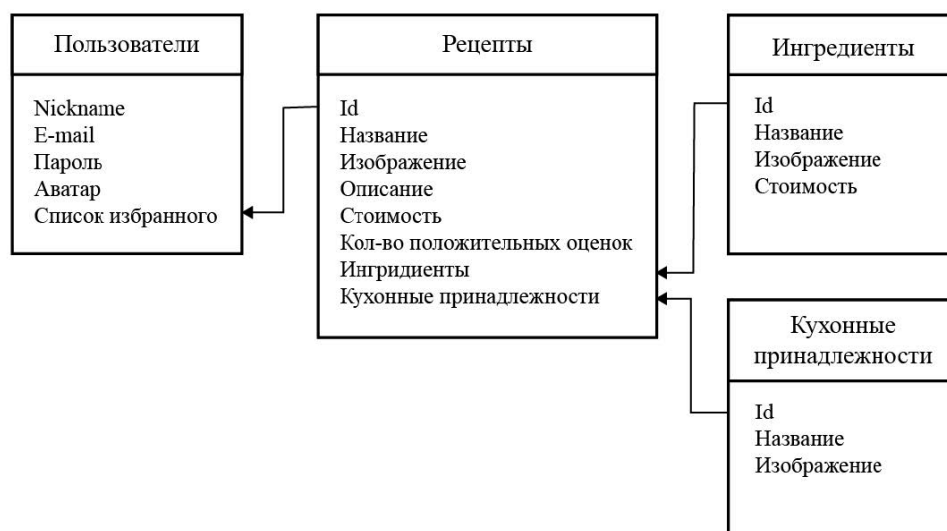 Пользователи
Nickname
E-mail
Пароль
Аватар
Список избранного
Рецепты
Id
Название
Изображение
Описание
Стоимость
Кол-во положительных оценок
Ингридиенты
Кухонные принадлежности
Ингредиенты
Id
Название
Изображение
Стоимость
Кухонные
принадлежности
Id
Название
Изображение